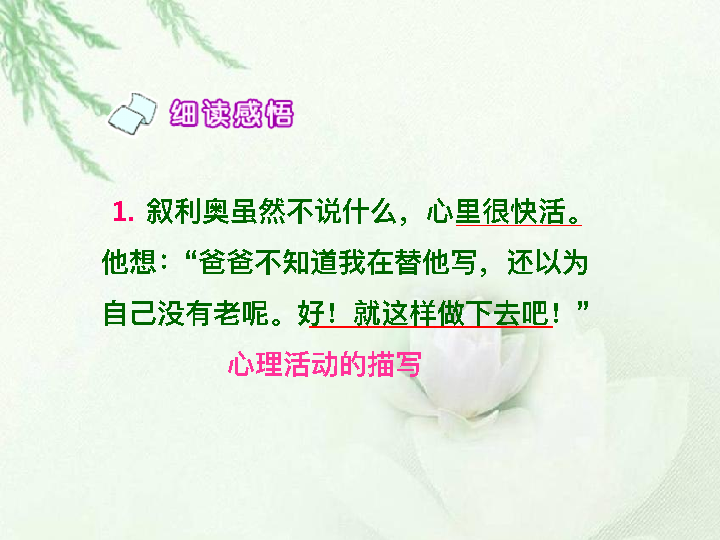 细读感悟
1. 叙利奥虽然不说什么，心里很快活。
他想：“爸爸不知道我在替他写，还以为
自己没有老呢。好！就这样做下去吧！”
心理活动的描写